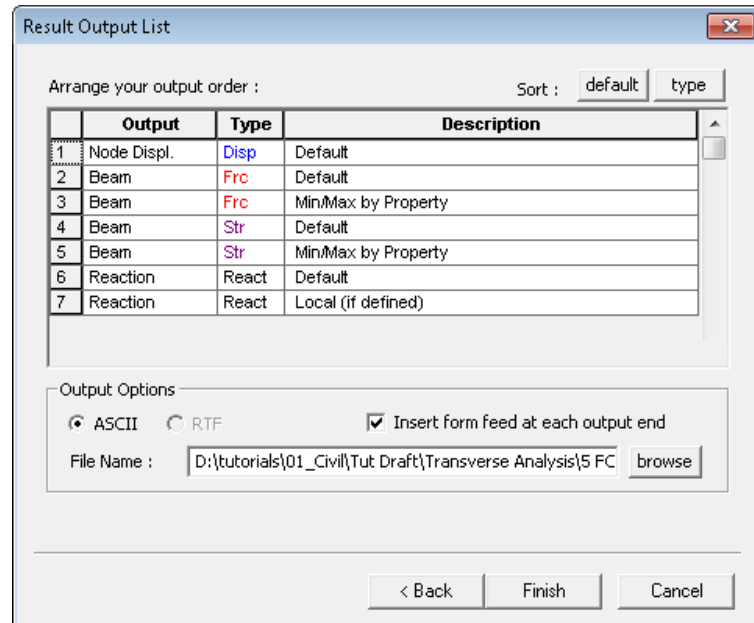 Result Output List
Arrange your output order :
Sort :
default
type
Output Type Description
1 Node Displ. Disp Default
2 Beam Frc Default
3 Beam Frc Min/Max by Property
4 Beam Str Default
5 Beam Str Min/Max by Property
6 Reaction React Default
7 Reaction React Local (if defined)
Output Options
ASCII
RTF
Insert form feed at each output end
File Name :
D:\tutorials\01_Civil\Tut Draft\Transverse Analysis\5 FC
browse
< Back
Finish
Cancel